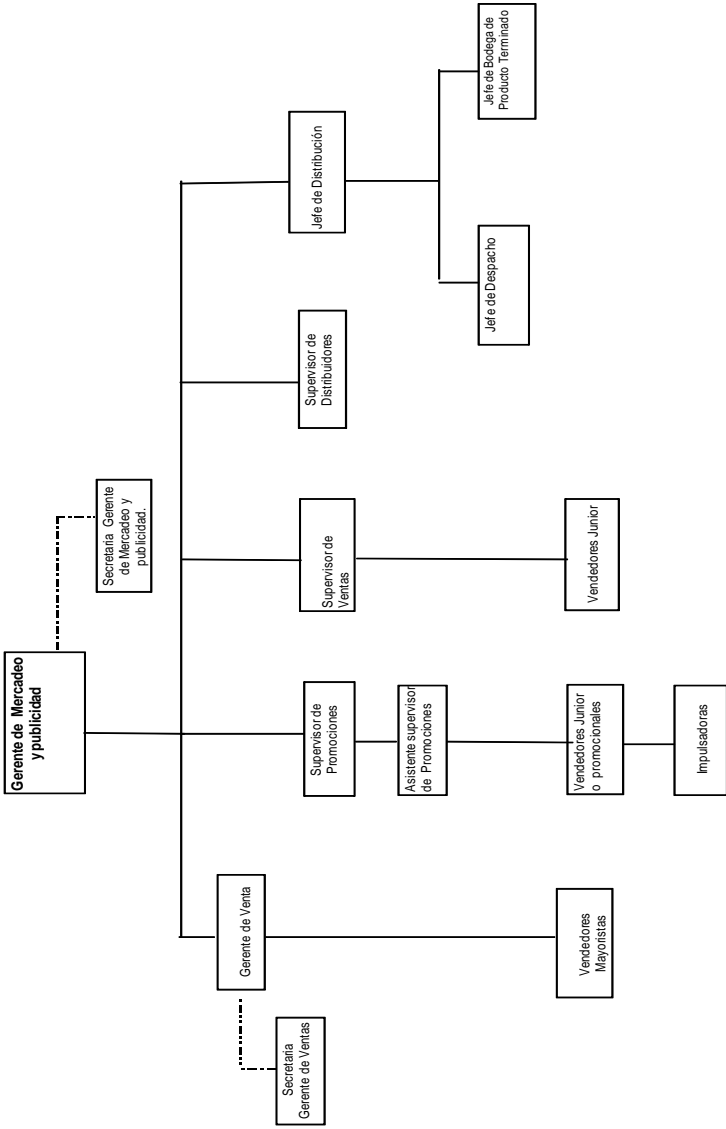 Gerente de Mercadeo
y publicidad
Secretaria Gerente
de Mercadeo y
publicidad.
Gerente de Venta
Secretaria
Gerente de Ventas
Vendedores
Mayoristas
Supervisor de
Promociones
Asistente supervisor
de Promociones
Vendedores Junior
o promocionales
Impulsadoras
Supervisor de
Ventas
Vendedores Junior
Supervisor de
Distribuidores
Jefe de Distribución
Jefe de Despacho
Jefe de Bodega de
Producto Terminado